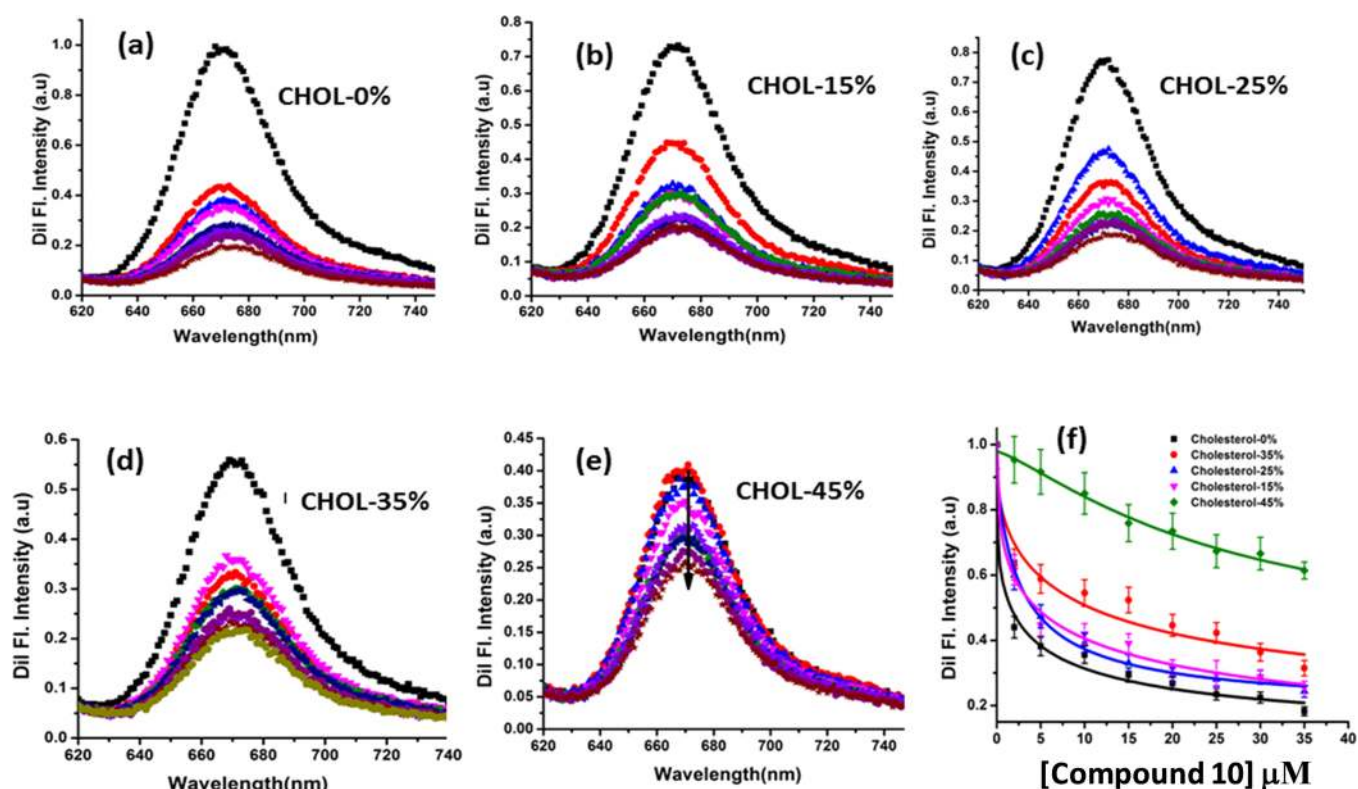 (a)
CHOL-0%
DiI Fl. Intensity (a.u)
1.0
0.8
0.6
0.4
0.2
0.0
620 640 660 680 700 720 740
Wavelength(nm)
(b)
CHOL-15%
DiI Fl. Intensity (a.u)
0.8
0.7
0.6
0.5
0.4
0.3
0.2
0.1
0.0
620 640 660 680 700 720 740
Wavelength(nm)
(c)
CHOL-25%
DiI Fl. Intensity (a.u)
0.8
0.7
0.6
0.5
0.4
0.3
0.2
0.1
0.0
620 640 660 680 700 720 740
Wavelength(nm)
(d)
CHOL-35%
DiI Fl. Intensity (a.u)
0.6
0.5
0.4
0.3
0.2
0.1
0.0
620 640 660 680 700 720 740
Wavelength(nm)
(e)
CHOL-45%
DiI Fl. Intensity (a.u)
0.45
0.40
0.35
0.30
0.25
0.20
0.15
0.10
0.05
0.00
620 640 660 680 700 720 740
Wavelength(nm)
(f)
Cholesterol-0%
Cholesterol-35%
Cholesterol-25%
Cholesterol-15%
Cholesterol-45%
DiI Fl. Intensity (a.u)
1.0
0.8
0.6
0.4
0.2
0 5 10 15 20 25 30 35 40
[Compound 10] μM